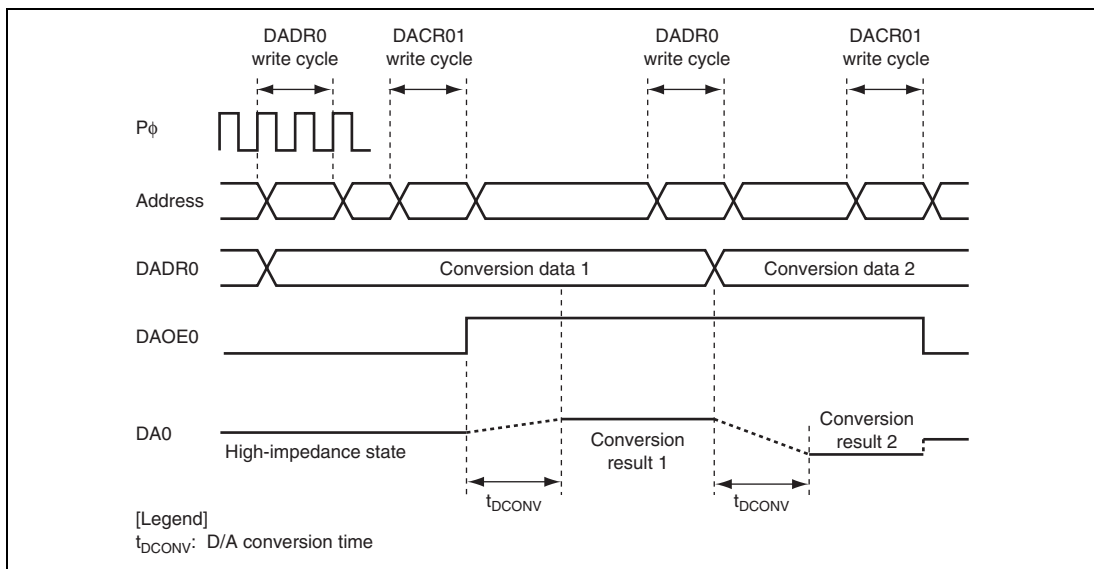 DADR0 write cycle
DACR01 write cycle
DADR0 write cycle
DACR01 write cycle
Pϕ
Address
DADR0
Conversion data 1
Conversion data 2
DAOE0
DA0
High-impedance state
Conversion result 1
Conversion result 2
tDCONV
tDCONV
[Legend]
tDCONV: D/A conversion time